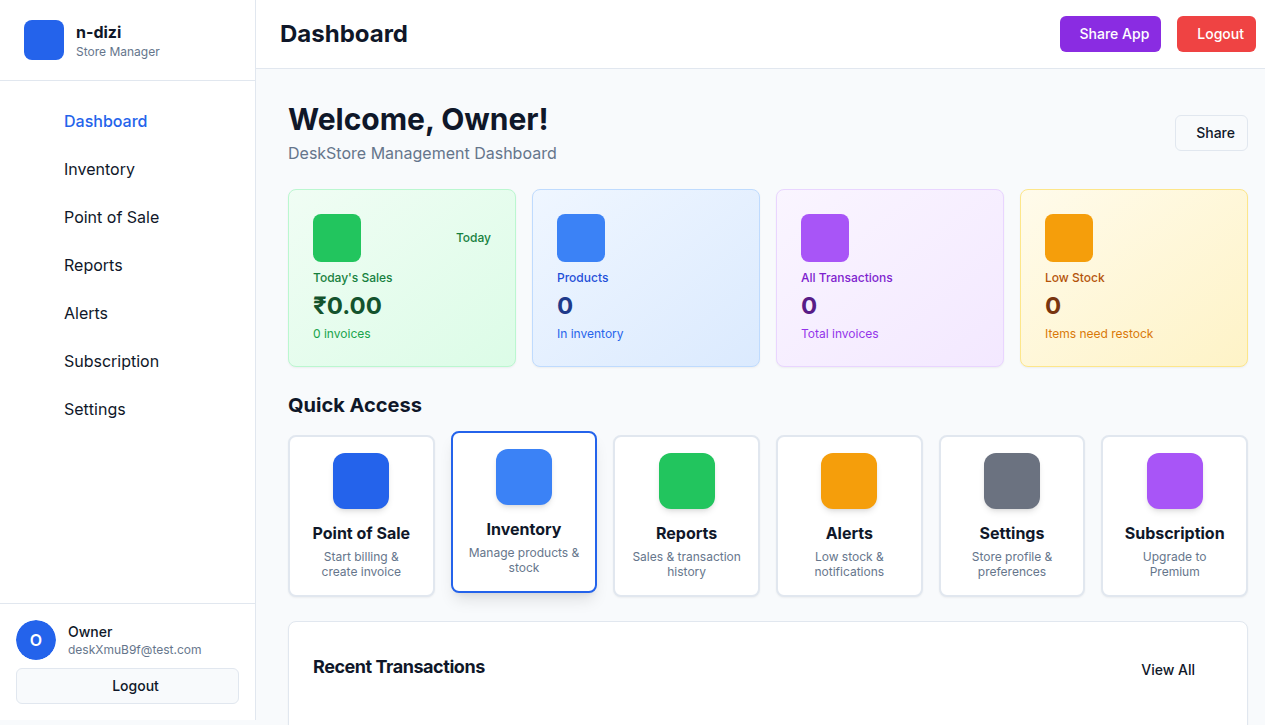 n-dizi
Store Manager
Dashboard
Inventory
Point of Sale
Reports
Alerts
Subscription
Settings
O
Owner
deskXmuB9f@test.com
Logout
Dashboard
Share App
Logout
Welcome, Owner!
DeskStore Management Dashboard
Share
Today
Today's Sales
₹0.00
0 invoices
Products
0
In inventory
All Transactions
0
Total invoices
Low Stock
0
Items need restock
Quick Access
Point of Sale
Start billing &
create invoice
Inventory
Manage products &
stock
Reports
Sales & transaction
history
Alerts
Low stock &
notifications
Settings
Store profile &
preferences
Subscription
Upgrade to
Premium
Recent Transactions
View All